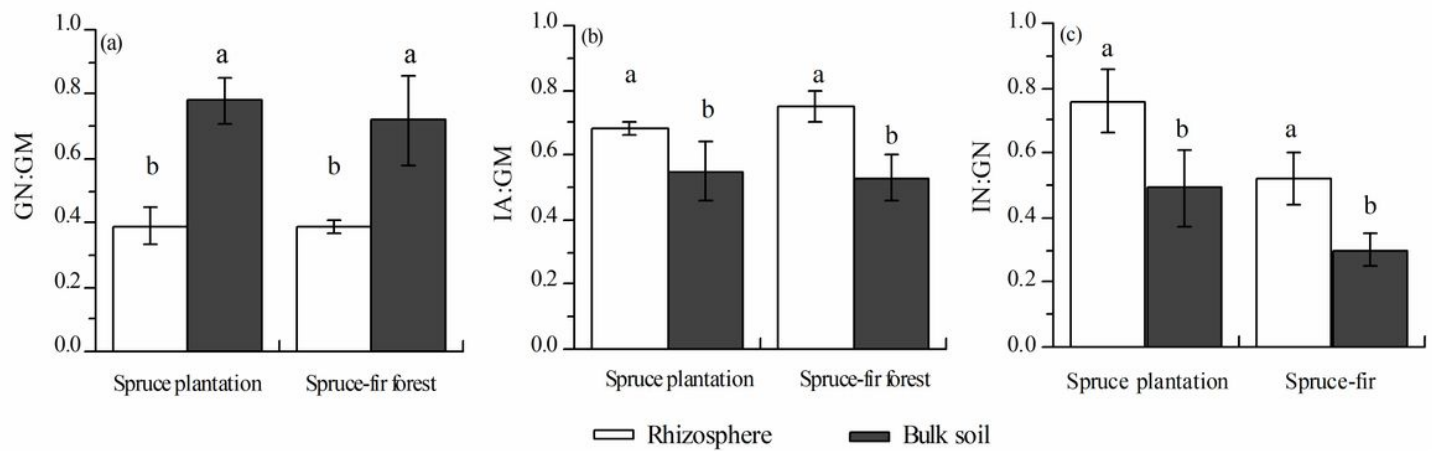 (a)
GN:GM
1.0
0.8
0.6
0.4
0.2
0.0
b
a
b
a
Spruce plantation
Spruce-fir forest
(b)
IA:GM
1.0
0.8
0.6
0.4
0.2
0.0
a
b
a
b
Spruce plantation
Spruce-fir forest
(c)
IN:GN
1.0
0.8
0.6
0.4
0.2
0.0
a
b
a
b
Spruce plantation
Spruce-fir
Rhizosphere
Bulk soil